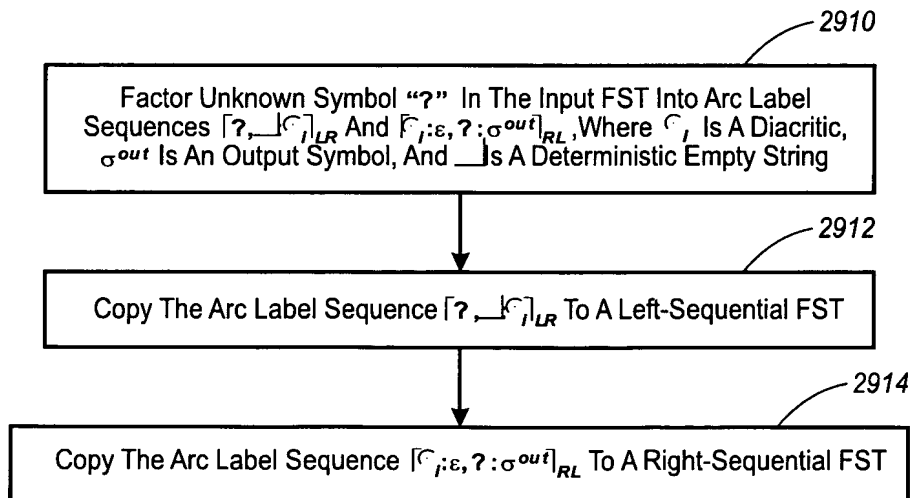 2910
Factor Unknown Symbol “?” In The Input FST Into Arc Label
Sequences ⌈?,⎵⌒i⌉LR And ⌈⌒i:ε,?:σout⌉RL,Where ⌒i Is A Diacritic,
σout Is An Output Symbol, And ⎵Is A Deterministic Empty String
2912
Copy The Arc Label Sequence ⌈?,⎵⌒i⌉LR To A Left-Sequential FST
2914
Copy The Arc Label Sequence ⌈⌒i:ε,?:σout⌉RL To A Right-Sequential FST